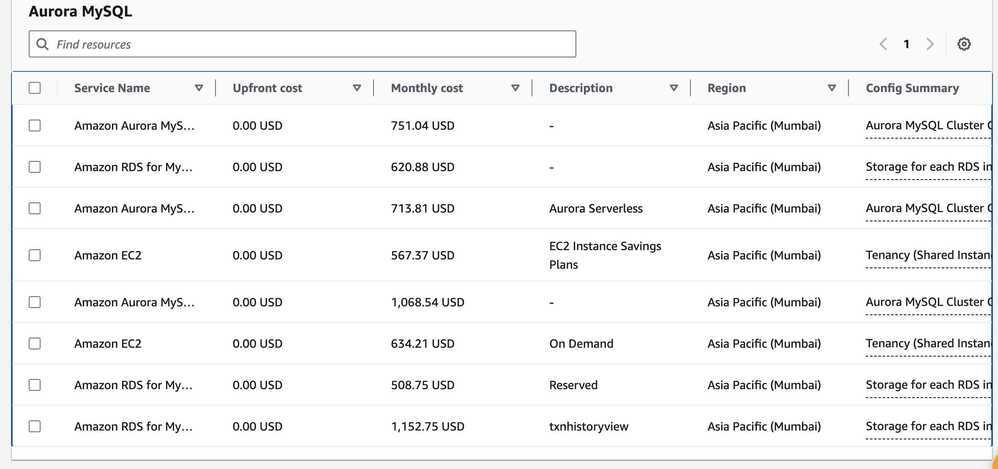 Aurora MySQL
Find resources
1
Service Name Upfront cost Monthly cost Description Region Config Summary
Amazon Aurora MyS... 0.00 USD 751.04 USD - Asia Pacific (Mumbai) Aurora MySQL Cluster C
Amazon RDS for My... 0.00 USD 620.88 USD - Asia Pacific (Mumbai) Storage for each RDS in
Amazon Aurora MyS... 0.00 USD 713.81 USD Aurora Serverless Asia Pacific (Mumbai) Aurora MySQL Cluster C
Amazon EC2 0.00 USD 567.37 USD EC2 Instance Savings Plans Asia Pacific (Mumbai) Tenancy (Shared Instan
Amazon Aurora MyS... 0.00 USD 1,068.54 USD - Asia Pacific (Mumbai) Aurora MySQL Cluster C
Amazon EC2 0.00 USD 634.21 USD On Demand Asia Pacific (Mumbai) Tenancy (Shared Instan
Amazon RDS for My... 0.00 USD 508.75 USD Reserved Asia Pacific (Mumbai) Storage for each RDS in
Amazon RDS for My... 0.00 USD 1,152.75 USD txnhistoryview Asia Pacific (Mumbai) Storage for each RDS in